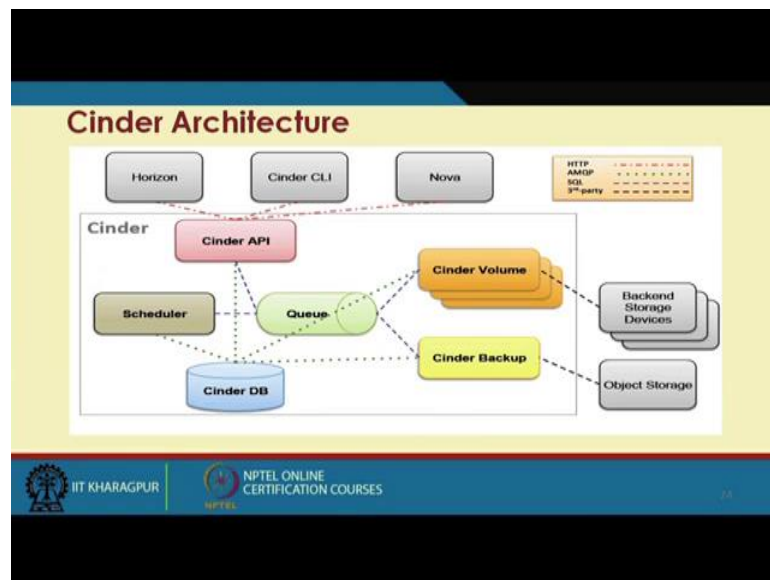 Cinder Architecture
Horizon
Cinder CLI
Nova
HTTP
AMQP
SQL
3rd-party
Cinder
Cinder API
Cinder Volume
Scheduler
Queue
Backend
Storage
Devices
Cinder Backup
Cinder DB
Object Storage
IIT KHARAGPUR
NPTEL ONLINE
CERTIFICATION COURSES
NPTEL